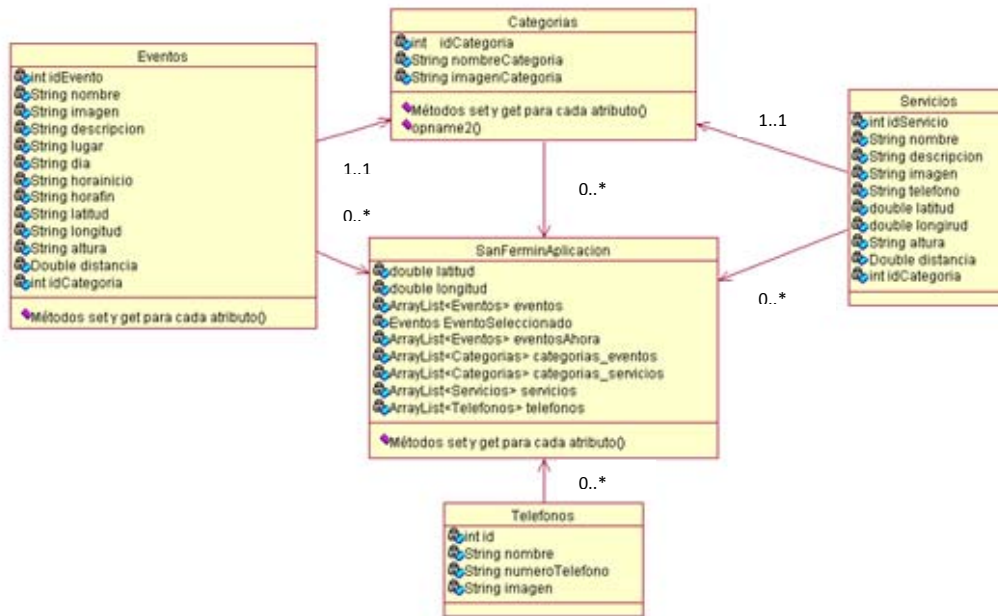 Categorias
int idCategoria
String nombreCategoria
String imagenCategoria
Métodos set y get para cada atributo()
opname2()
Eventos
int idEvento
String nombre
String imagen
String descripcion
String lugar
String dia
String horainicio
String horafin
String latitud
String longitud
String altura
Double distancia
int idCategoria
Métodos set y get para cada atributo()
Servicios
int idServicio
String nombre
String descripcion
String imagen
String telefono
double latitud
double longirud
String altura
Double distancia
int idCategoria
1..1
1..1
0..*
0..*
0..*
SanFerminAplicacion
double latitud
double longitud
ArrayList<Eventos> eventos
Eventos EventoSeleccionado
ArrayList<Eventos> eventosAhora
ArrayList<Categorias> categorias_eventos
ArrayList<Categorias> categorias_servicios
ArrayList<Servicios> servicios
ArrayList<Telefonos> telefonos
Métodos set y get para cada atributo()
0..*
Telefonos
int id
String nombre
String numeroTelefono
String imagen